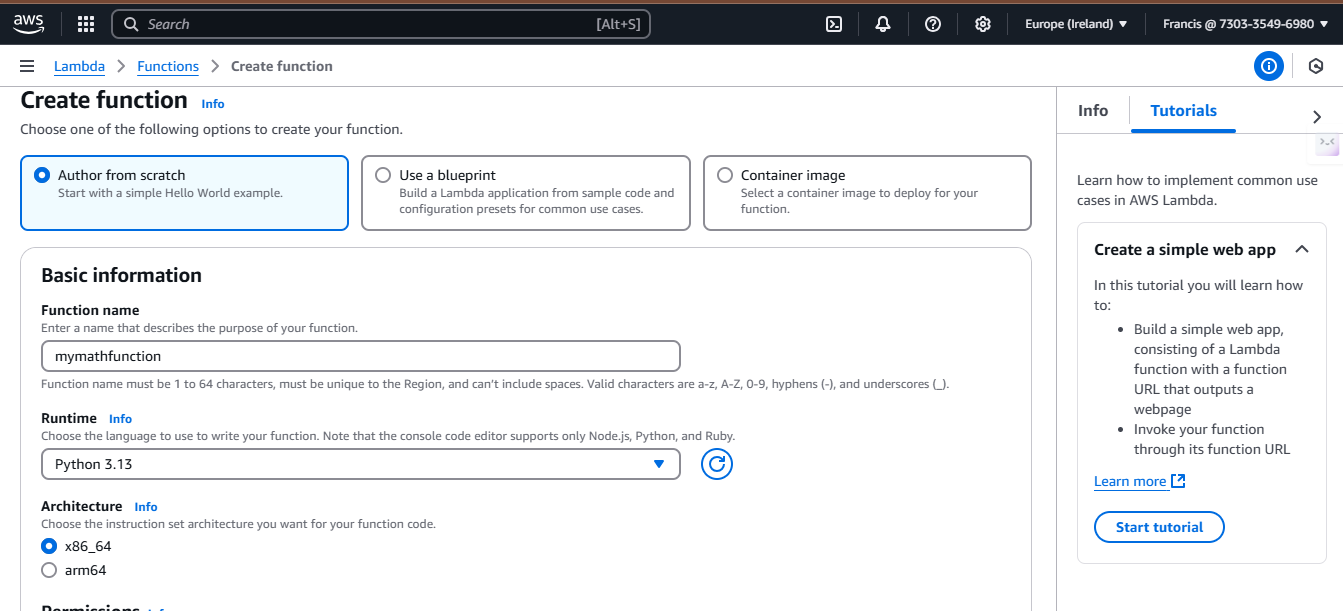 aws
Search
[Alt+S]
Europe (Ireland)
Francis @ 7303-3549-6980
Lambda
Functions
Create function
Create function Info
Choose one of the following options to create your function.
Author from scratch
Start with a simple Hello World example.
Use a blueprint
Build a Lambda application from sample code and
configuration presets for common use cases.
Container image
Select a container image to deploy for your
function.
Basic information
Function name
Enter a name that describes the purpose of your function.
mymathfunction
Function name must be 1 to 64 characters, must be unique to the Region, and can't include spaces. Valid characters are a-z, A-Z, 0-9, hyphens (-), and underscores (_).
Runtime Info
Choose the language to use to write your function. Note that the console code editor supports only Node.js, Python, and Ruby.
Python 3.13
Architecture Info
Choose the instruction set architecture you want for your function code.
x86_64
arm64
Permissions Info
Info
Tutorials
Learn how to implement common use
cases in AWS Lambda.
Create a simple web app
In this tutorial you will learn how
to:
• Build a simple web app,
consisting of a Lambda
function with a function
URL that outputs a
webpage
• Invoke your function
through its function URL
Learn more
Start tutorial